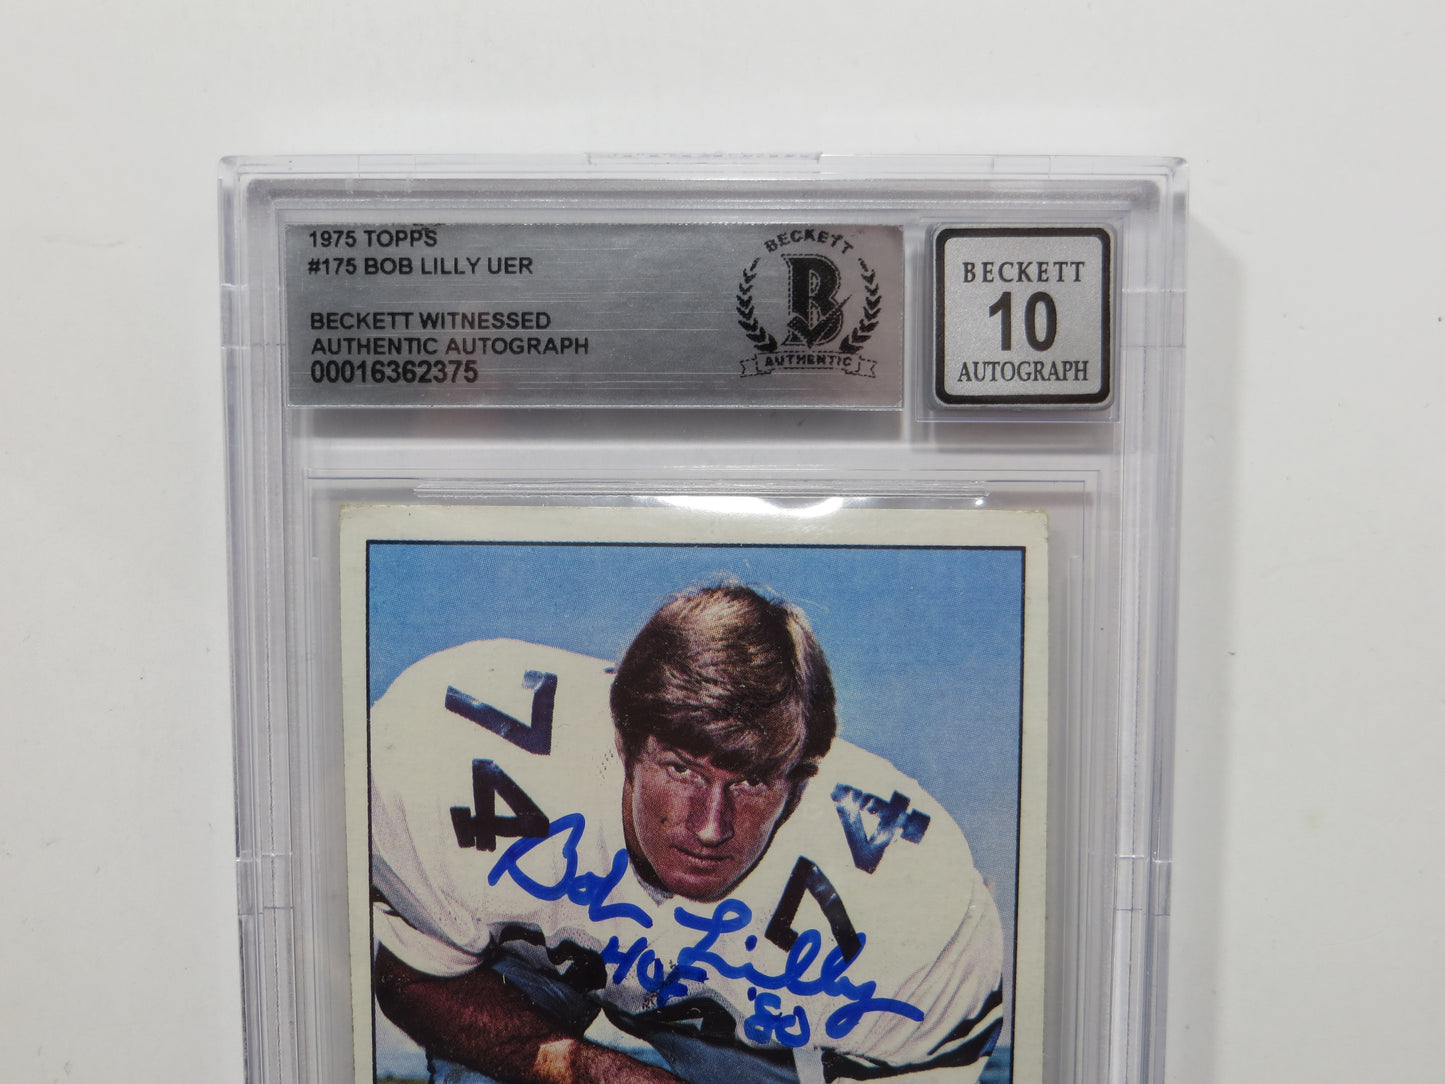 1975 TOPPS
#175 BOB LILLY UER
BECKETT WITNESSED
AUTHENTIC AUTOGRAPH
00016362375
BECKETT
B
AUTHENTIC
BECKETT
10
AUTOGRAPH
74
74
Bob Lilly
HOF '80